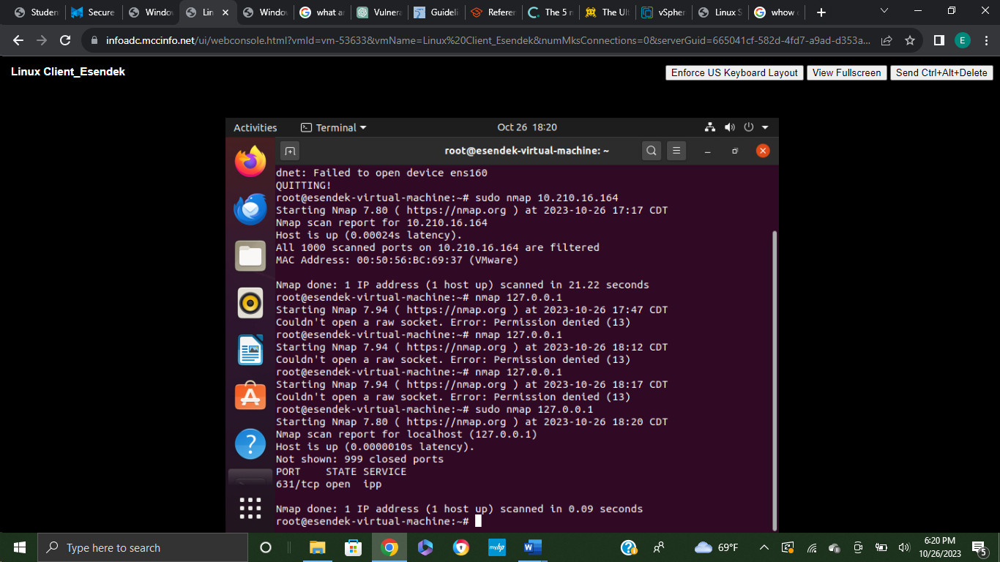 Studen
Secure
Window
Lin
Window
what a
Vulnera
Guideli
Referer
The 5 m
The Ult
vSpher
Linux S
whow
infoadc.mccinfo.net/ui/webconsole.html?vmId=vm-53633&vmName=Linux%20Client_Esendek&numMksConnections=0&serverGuid=665041cf-582d-4fd7-a9ad-d353a...
E
Linux Client_Esendek
Enforce US Keyboard Layout
View Fullscreen
Send Ctrl+Alt+Delete
Activities
Terminal
Oct 26 18:20
root@esendek-virtual-machine: ~
dnet: Failed to open device ens160
QUITTING!
root@esendek-virtual-machine:~# sudo nmap 10.210.16.164
Starting Nmap 7.80 ( https://nmap.org ) at 2023-10-26 17:17 CDT
Nmap scan report for 10.210.16.164
Host is up (0.00024s latency).
All 1000 scanned ports on 10.210.16.164 are filtered
MAC Address: 00:50:56:BC:69:37 (VMware)
Nmap done: 1 IP address (1 host up) scanned in 21.22 seconds
root@esendek-virtual-machine:~# nmap 127.0.0.1
Starting Nmap 7.94 ( https://nmap.org ) at 2023-10-26 17:47 CDT
Couldn't open a raw socket. Error: Permission denied (13)
root@esendek-virtual-machine:~# nmap 127.0.0.1
Starting Nmap 7.94 ( https://nmap.org ) at 2023-10-26 18:12 CDT
Couldn't open a raw socket. Error: Permission denied (13)
root@esendek-virtual-machine:~# nmap 127.0.0.1
Starting Nmap 7.94 ( https://nmap.org ) at 2023-10-26 18:17 CDT
Couldn't open a raw socket. Error: Permission denied (13)
root@esendek-virtual-machine:~# sudo nmap 127.0.0.1
Starting Nmap 7.80 ( https://nmap.org ) at 2023-10-26 18:20 CDT
Nmap scan report for localhost (127.0.0.1)
Host is up (0.0000010s latency).
Not shown: 999 closed ports
PORT    STATE SERVICE
631/tcp open  ipp
Nmap done: 1 IP address (1 host up) scanned in 0.09 seconds
root@esendek-virtual-machine:~#
Type here to search
myhp
69°F
6:20 PM
10/26/2023
5